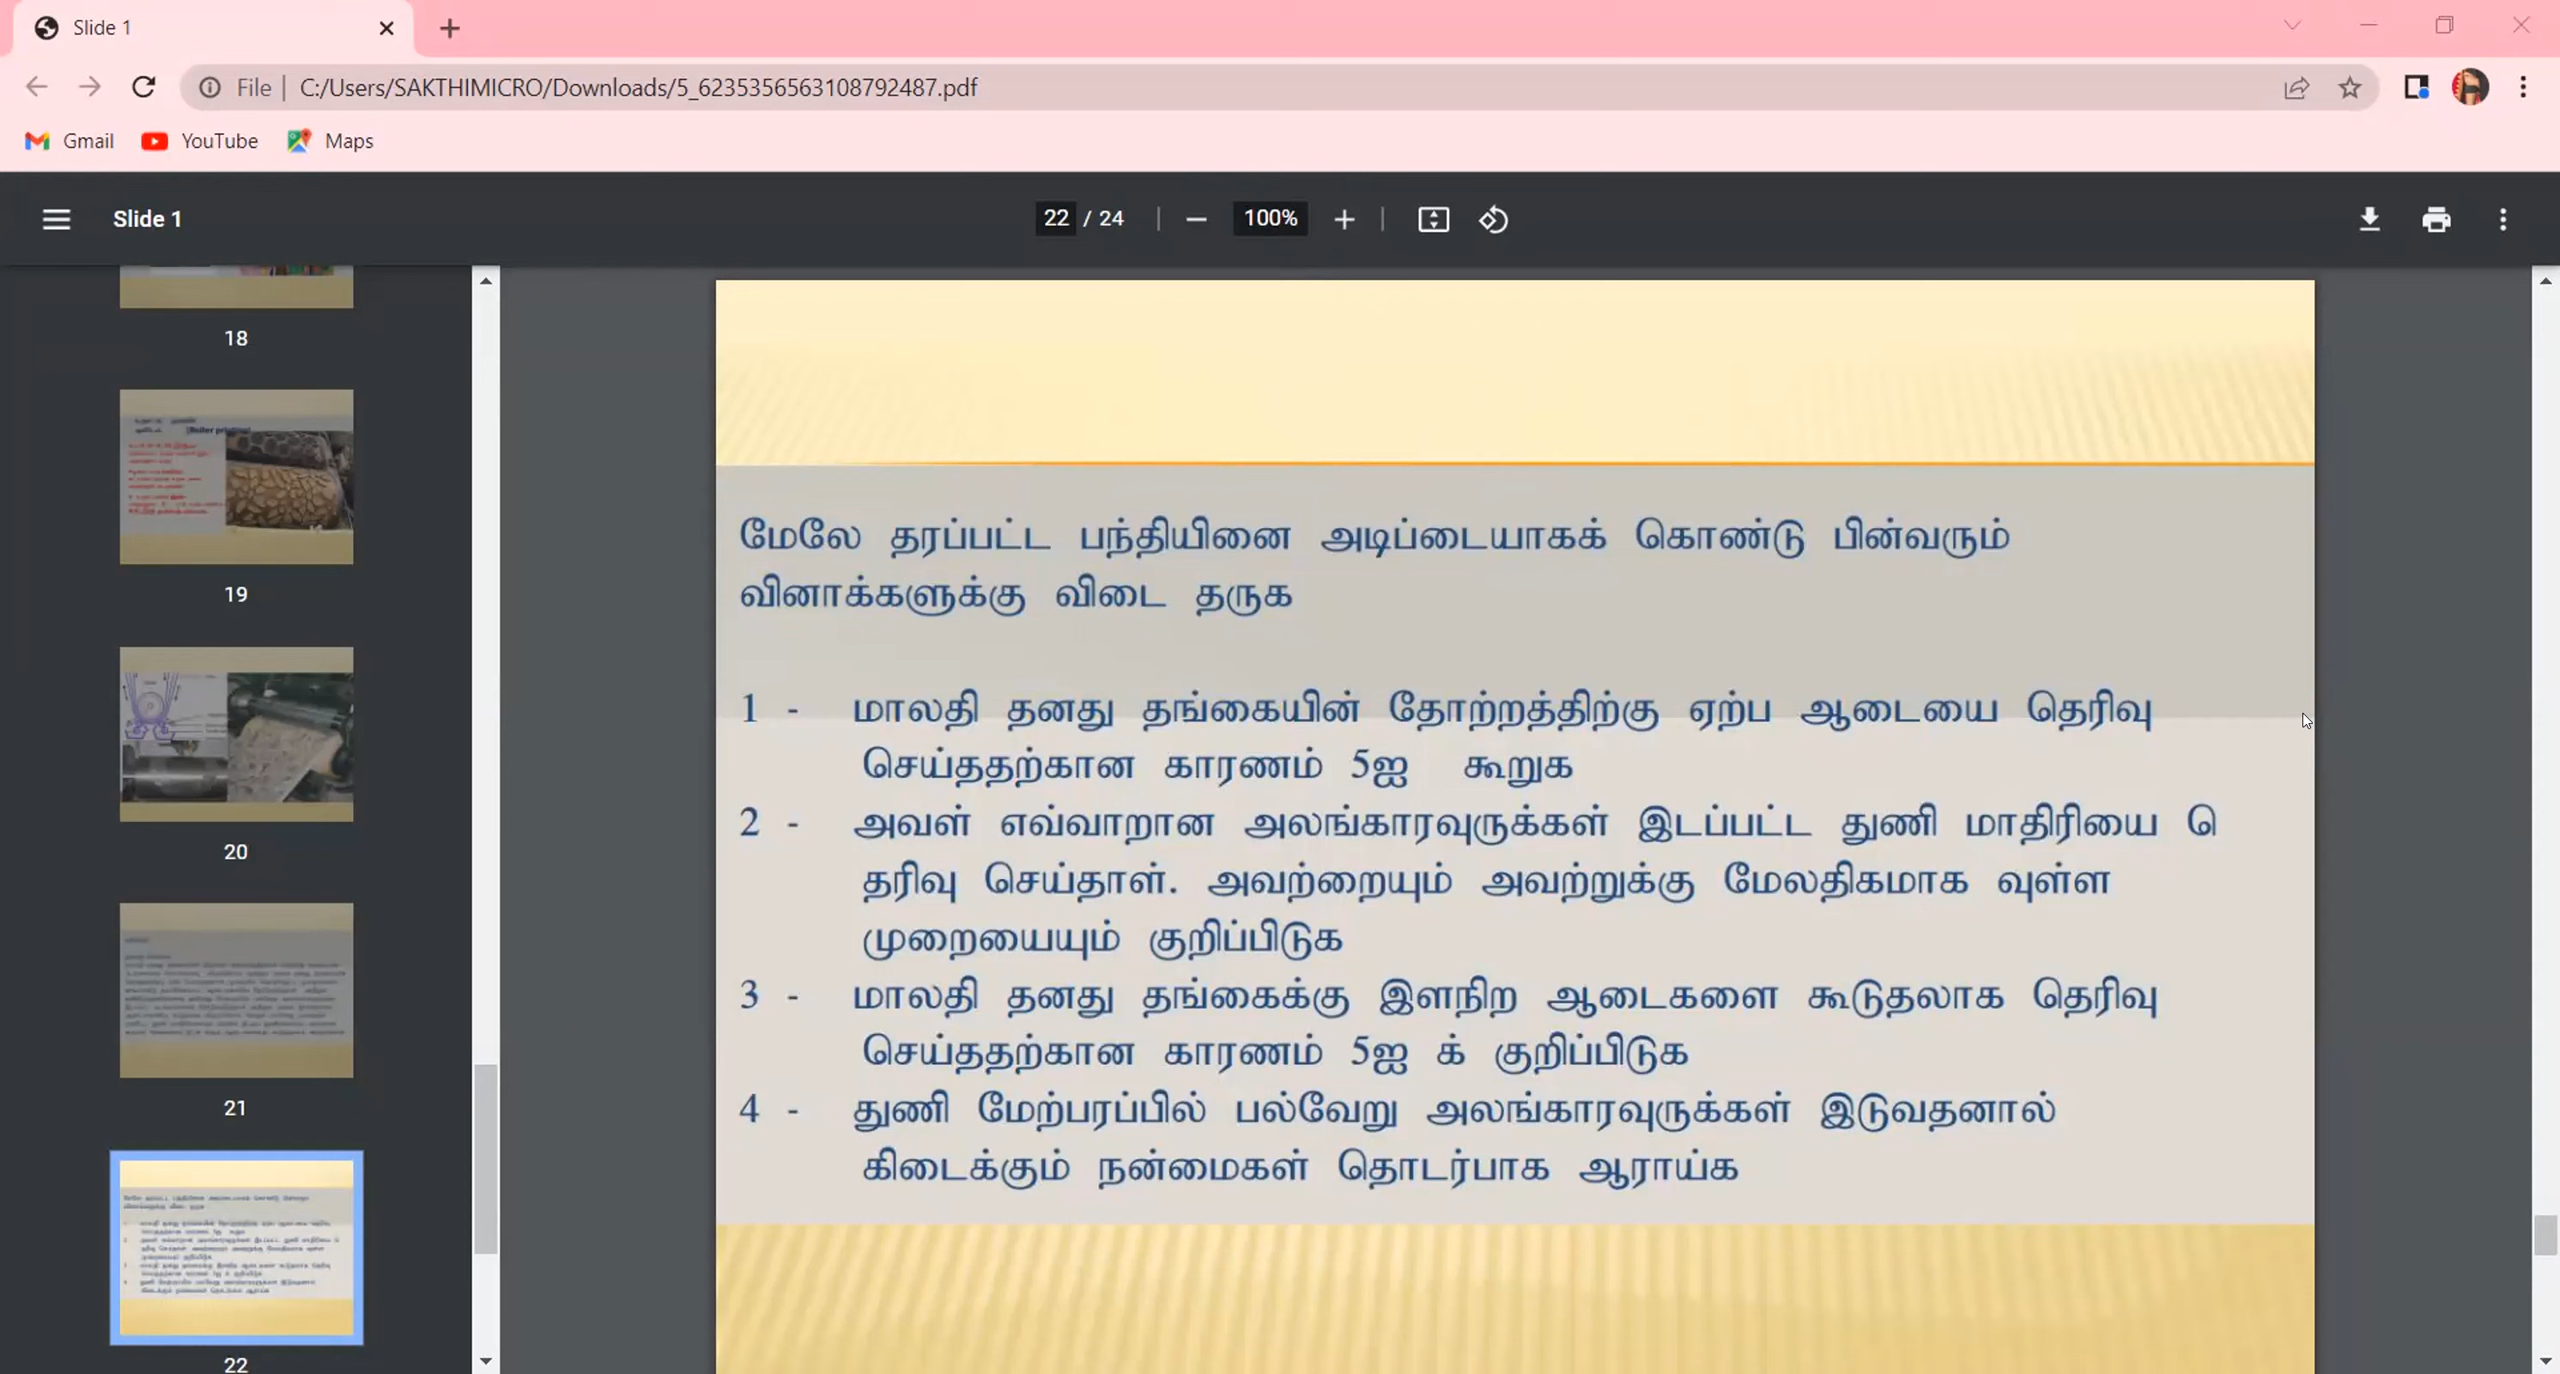 Slide 1
File | C:/Users/SAKTHIMICRO/Downloads/5_6235356563108792487.pdf
Gmail YouTube Maps
Slide 1 22 / 24 100%
18
19
20
21
22
மேலே தரப்பட்ட பந்தியினை அடிப்டையாகக் கொண்டு பின்வரும்
வினாக்களுக்கு விடை தருக
1 - மாலதி தனது தங்கையின் தோற்றத்திற்கு ஏற்ப ஆடையை தெரிவு
செய்ததற்கான காரணம் 5ஐ கூறுக
2 - அவள் எவ்வாறான அலங்காரவுருக்கள் இடப்பட்ட துணி மாதிரியை ெ
தரிவு செய்தாள். அவற்றையும் அவற்றுக்கு மேலதிகமாக வுள்ள
முறையையும் குறிப்பிடுக
3 - மாலதி தனது தங்கைக்கு இளநிற ஆடைகளை கூடுதலாக தெரிவு
செய்ததற்கான காரணம் 5ஐ க் குறிப்பிடுக
4 - துணி மேற்பரப்பில் பல்வேறு அலங்காரவுருக்கள் இடுவதனால்
கிடைக்கும் நன்மைகள் தொடர்பாக ஆராய்க